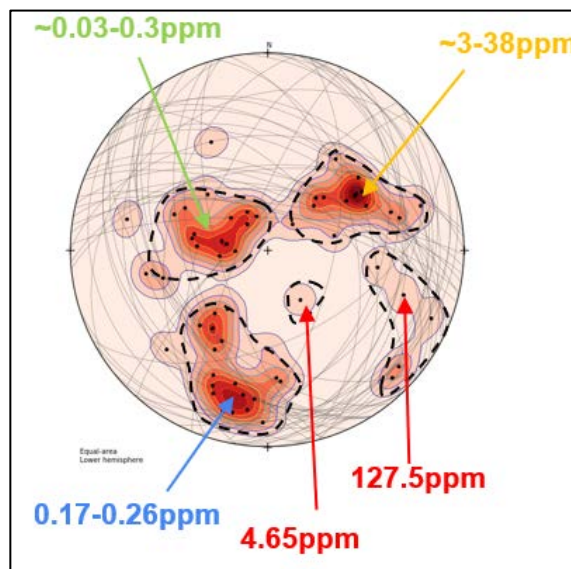 ~0.03-0.3ppm
~3-38ppm
N
Equal-area
Lower hemisphere
127.5ppm
0.17-0.26ppm
4.65ppm